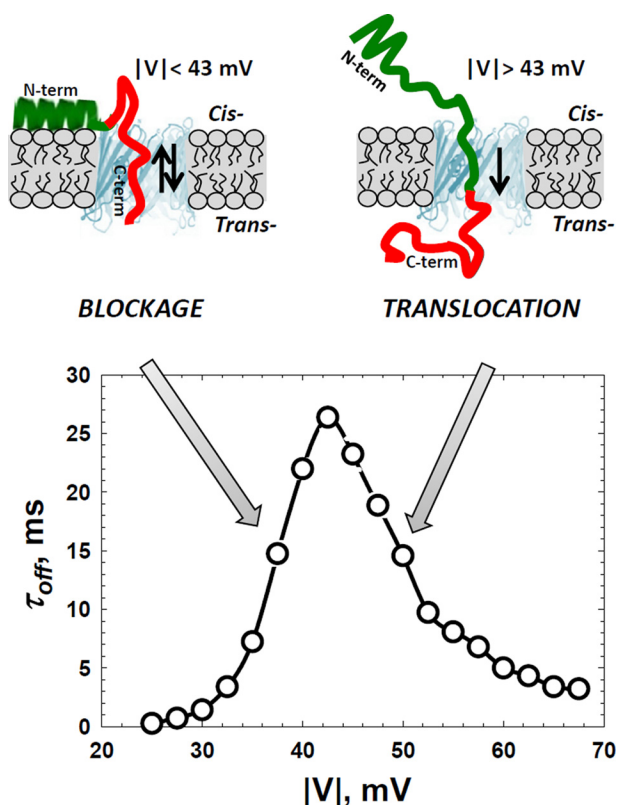 |V| < 43 mV
|V| > 43 mV
N-term
Cis-
C-term
Trans-
N-term
Cis-
Trans-
C-term
BLOCKAGE
TRANSLOCATION
30
25
20
15
10
5
0
τoff, ms
20 30 40 50 60 70
|V|, mV